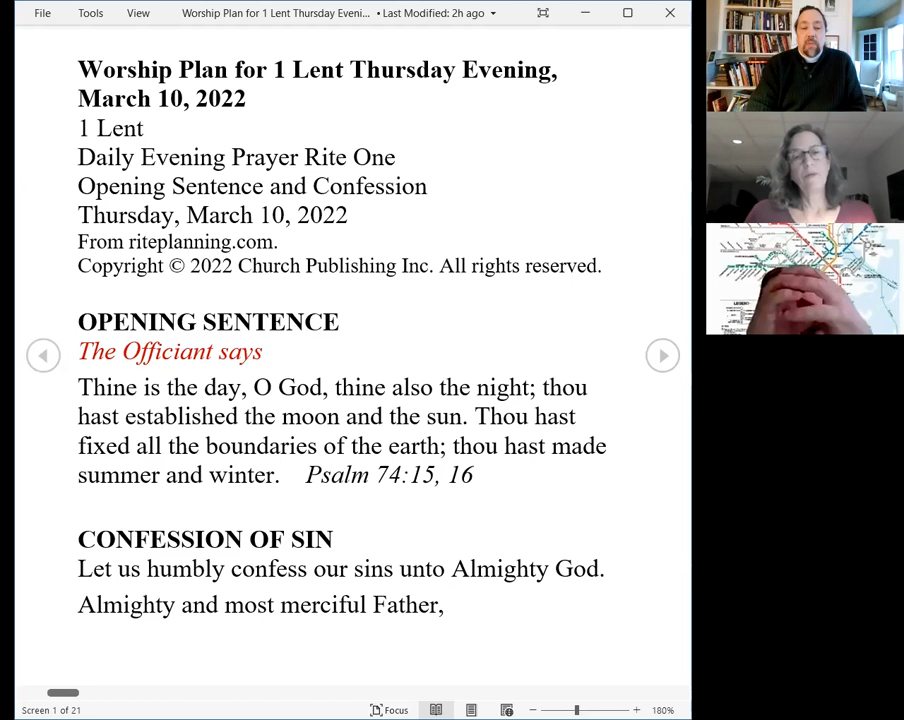 File Tools View Worship Plan for 1 Lent Thursday Eveni... • Last Modified: 2h ago
Worship Plan for 1 Lent Thursday Evening,
March 10, 2022
1 Lent
Daily Evening Prayer Rite One
Opening Sentence and Confession
Thursday, March 10, 2022
From riteplanning.com.
Copyright © 2022 Church Publishing Inc. All rights reserved.
OPENING SENTENCE
The Officiant says
Thine is the day, O God, thine also the night; thou
hast established the moon and the sun. Thou hast
fixed all the boundaries of the earth; thou hast made
summer and winter. Psalm 74:15, 16
CONFESSION OF SIN
Let us humbly confess our sins unto Almighty God.
Almighty and most merciful Father,
Screen 1 of 21 Focus 180%